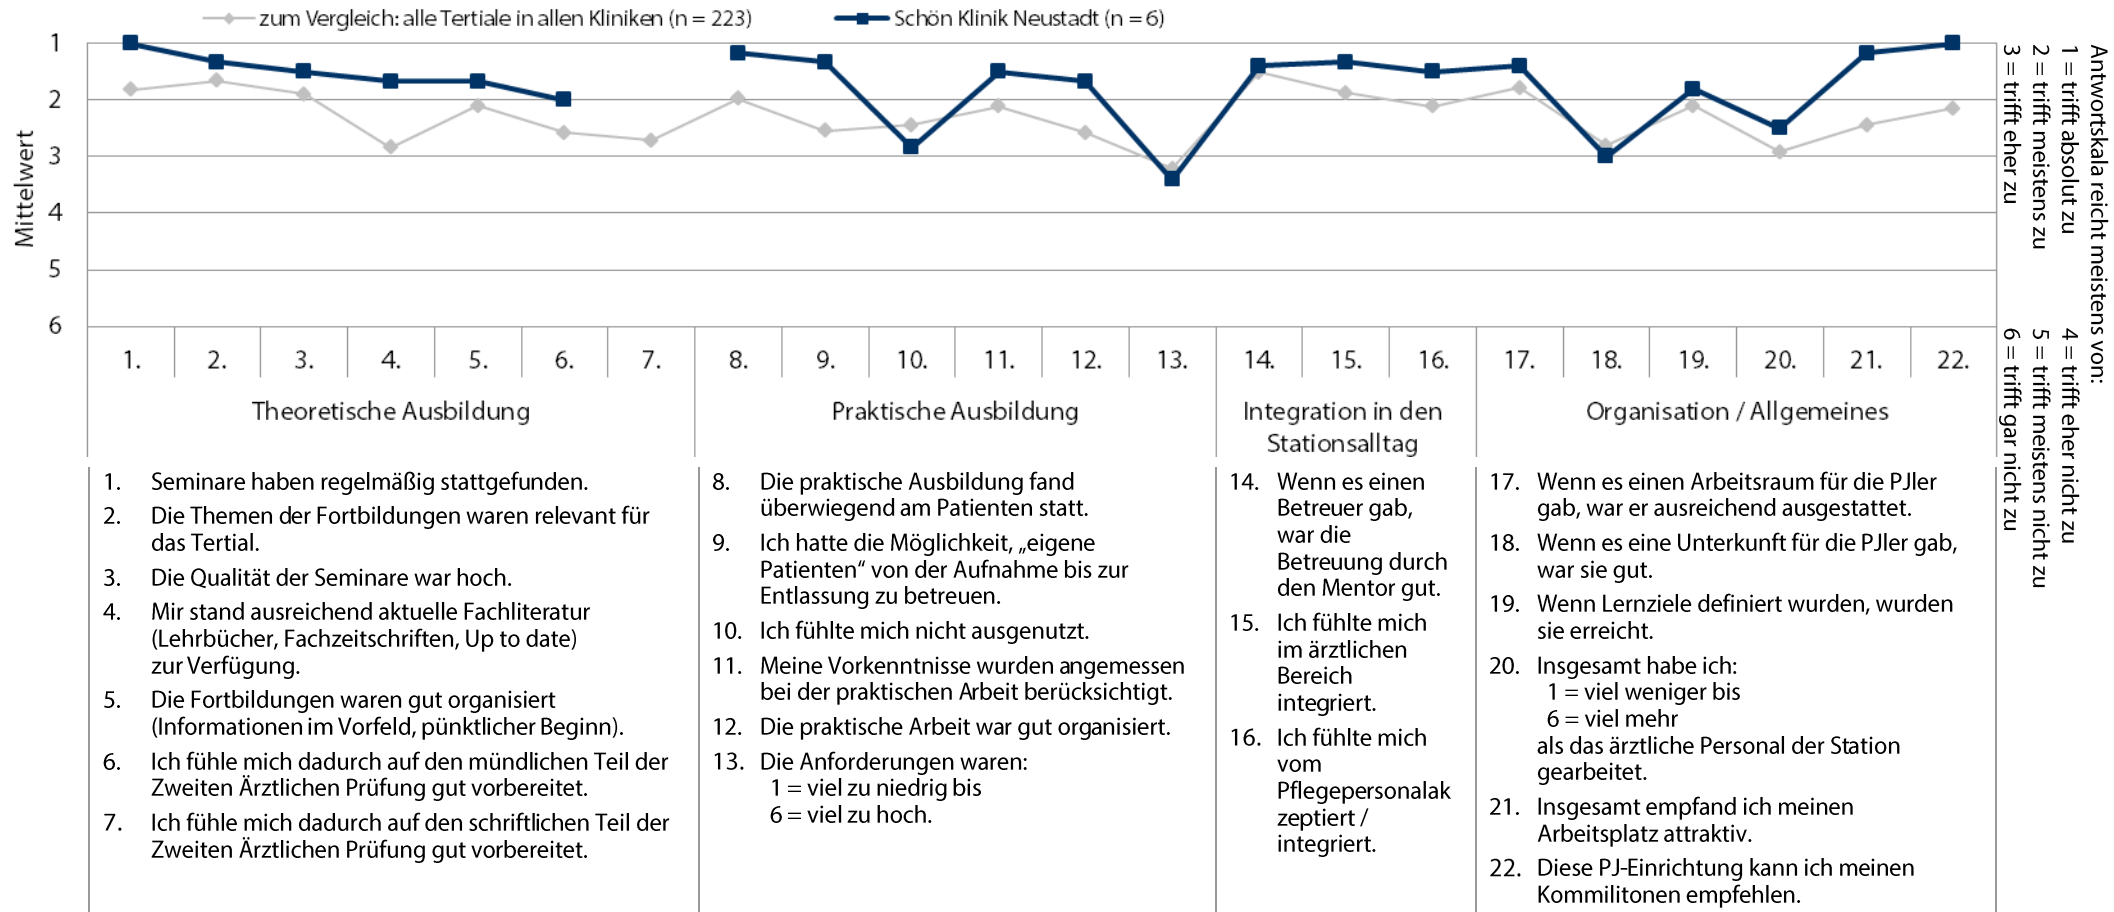 zum Vergleich: alle Tertiale in allen Kliniken (n = 223)
Schön Klinik Neustadt (n = 6)
Mittelwert
1
2
3
4
5
6
1.
2.
3.
4.
5.
6.
7.
8.
9.
10.
11.
12.
13.
14.
15.
16.
17.
18.
19.
20.
21.
22.
Theoretische Ausbildung
Praktische Ausbildung
Integration in den
Stationsalltag
Organisation / Allgemeines
Antwortskala reicht meistens von:
1 = trifft absolut zu
2 = trifft meistens zu
3 = trifft eher zu
4 = trifft eher nicht zu
5 = trifft meistens nicht zu
6 = trifft gar nicht zu
1. Seminare haben regelmäßig stattgefunden.
2. Die Themen der Fortbildungen waren relevant für
das Tertial.
3. Die Qualität der Seminare war hoch.
4. Mir stand ausreichend aktuelle Fachliteratur
(Lehrbücher, Fachzeitschriften, Up to date)
zur Verfügung.
5. Die Fortbildungen waren gut organisiert
(Informationen im Vorfeld, pünktlicher Beginn).
6. Ich fühle mich dadurch auf den mündlichen Teil der
Zweiten Ärztlichen Prüfung gut vorbereitet.
7. Ich fühle mich dadurch auf den schriftlichen Teil der
Zweiten Ärztlichen Prüfung gut vorbereitet.
8. Die praktische Ausbildung fand
überwiegend am Patienten statt.
9. Ich hatte die Möglichkeit, „eigene
Patienten“ von der Aufnahme bis zur
Entlassung zu betreuen.
10. Ich fühlte mich nicht ausgenutzt.
11. Meine Vorkenntnisse wurden angemessen
bei der praktischen Arbeit berücksichtigt.
12. Die praktische Arbeit war gut organisiert.
13. Die Anforderungen waren:
1 = viel zu niedrig bis
6 = viel zu hoch.
14. Wenn es einen
Betreuer gab,
war die
Betreuung durch
den Mentor gut.
15. Ich fühlte mich
im ärztlichen
Bereich
integriert.
16. Ich fühlte mich
vom
Pflegepersonalak
zeptiert /
integriert.
17. Wenn es einen Arbeitsraum für die PJler
gab, war er ausreichend ausgestattet.
18. Wenn es eine Unterkunft für die PJler gab,
war sie gut.
19. Wenn Lernziele definiert wurden, wurden
sie erreicht.
20. Insgesamt habe ich:
1 = viel weniger bis
6 = viel mehr
als das ärztliche Personal der Station
gearbeitet.
21. Insgesamt empfand ich meinen
Arbeitsplatz attraktiv.
22. Diese PJ-Einrichtung kann ich meinen
Kommilitonen empfehlen.